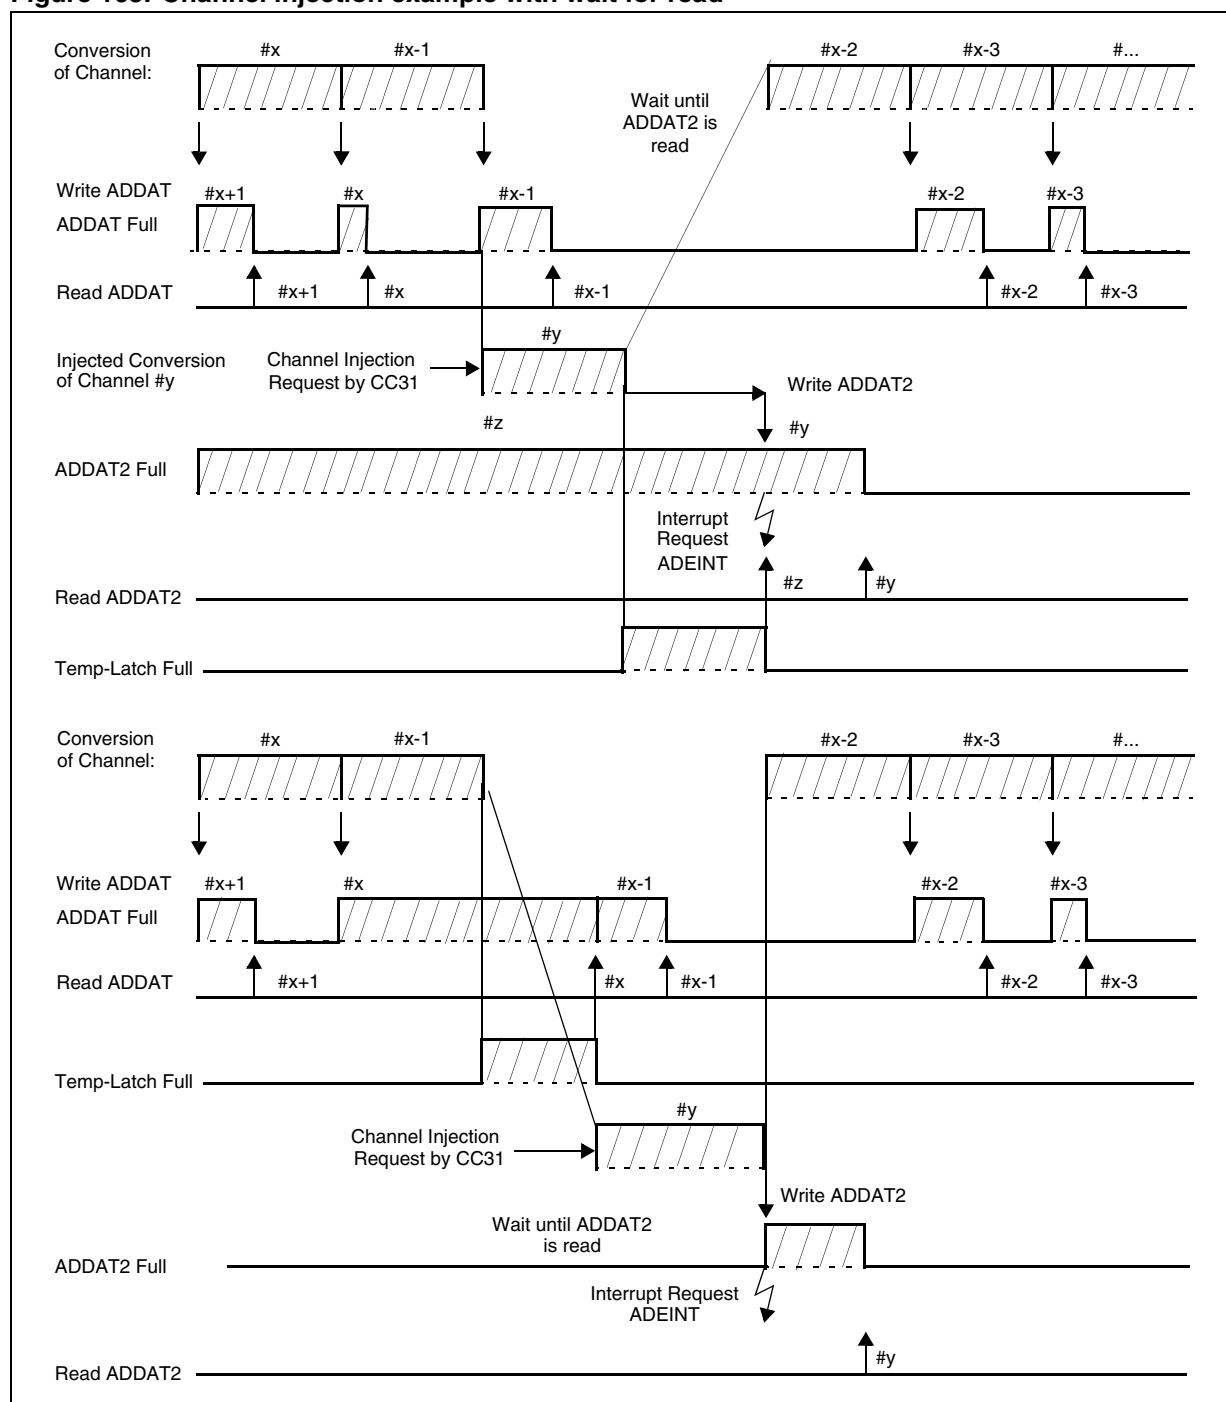 Figure 103. Channel injection example with wait for read
Conversion
of Channel:
#x
#x-1
#x-2
#x-3
#...
Wait until
ADDAT2 is
read
Write ADDAT
ADDAT Full
#x+1
#x
#x-1
#x-2
#x-3
Read ADDAT
#x+1
#x
#x-1
#x-2
#x-3
Injected Conversion
of Channel #y
Channel Injection
Request by CC31
#y
Write ADDAT2
#z
#y
ADDAT2 Full
Interrupt
Request
ADEINT
Read ADDAT2
#z
#y
Temp-Latch Full
Conversion
of Channel:
#x
#x-1
#x-2
#x-3
#...
Write ADDAT
ADDAT Full
#x+1
#x
#x-1
#x-2
#x-3
Read ADDAT
#x+1
#x
#x-1
#x-2
#x-3
Temp-Latch Full
#y
Channel Injection
Request by CC31
Write ADDAT2
Wait until ADDAT2
is read
ADDAT2 Full
Interrupt Request
ADEINT
#y
Read ADDAT2